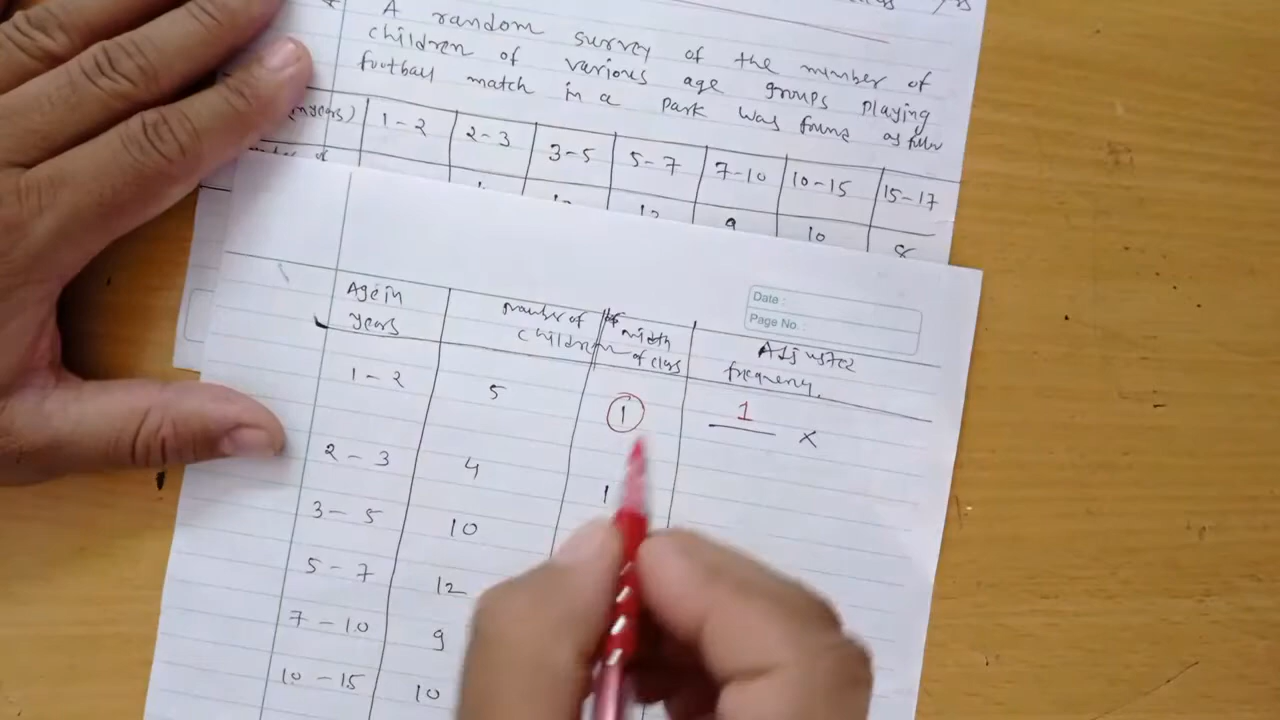 A random survey of the number of
children of various age groups playing
football match in a park was found as
(in years) 1-2 2-3 3-5 5-7 7-10 10-15 15-17
of 12 9 10 8
Date :
Page No. :
Age in years number of children width of class Adjusted frequency.
1-2 5 1 1 ×
2-3 4 1
3-5 10
5-7 12
7-10 9
10-15 10